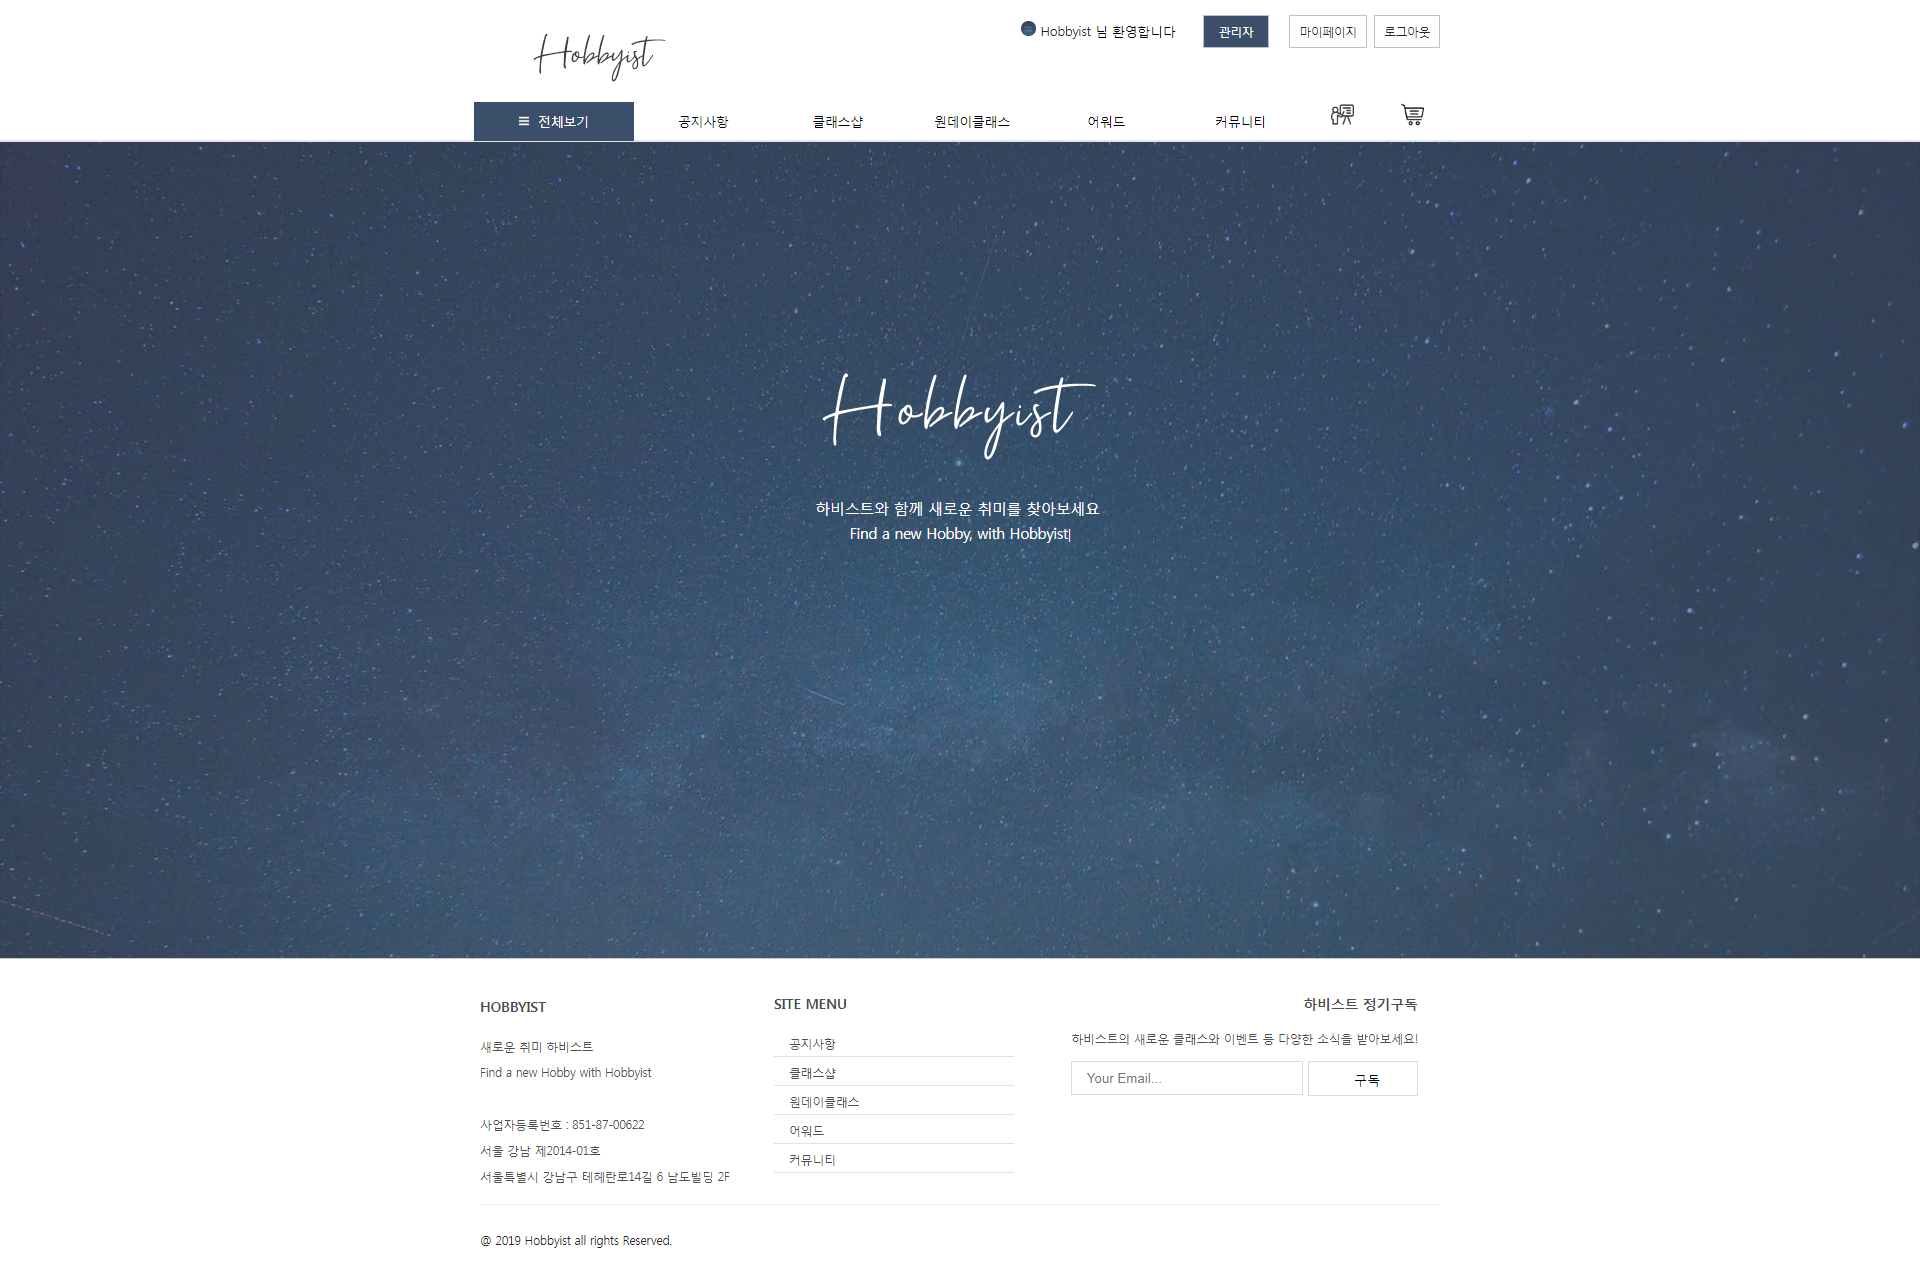 Hobbyist
Hobbyist 님 환영합니다
관리자
마이페이지
로그아웃
전체보기
공지사항
클래스샵
원데이클래스
어워드
커뮤니티
Hobbyist
하비스트와 함께 새로운 취미를 찾아보세요
Find a new Hobby, with Hobbyist|
HOBBYIST
새로운 취미 하비스트
Find a new Hobby with Hobbyist
사업자등록번호 : 851-87-00622
서울 강남 제2014-01호
서울특별시 강남구 테헤란로14길 6 남도빌딩 2F
SITE MENU
공지사항
클래스샵
원데이클래스
어워드
커뮤니티
하비스트 정기구독
하비스트의 새로운 클래스와 이벤트 등 다양한 소식을 받아보세요!
Your Email...
구독
@ 2019 Hobbyist all rights Reserved.